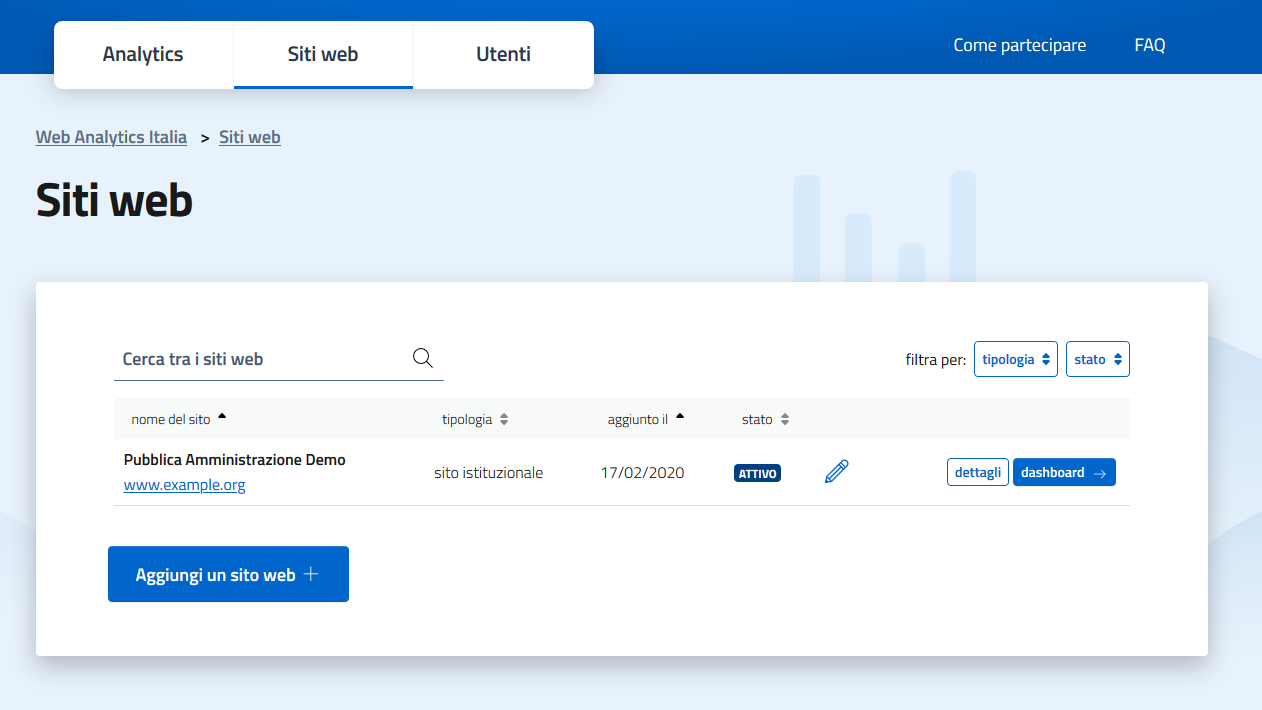 Analytics Siti web Utenti Come partecipare FAQ
Web Analytics Italia > Siti web
Siti web
Cerca tra i siti web filtra per: tipologia stato
nome del sito tipologia aggiunto il stato
Pubblica Amministrazione Demo
www.example.org sito istituzionale 17/02/2020 ATTIVO dettagli dashboard →
Aggiungi un sito web +